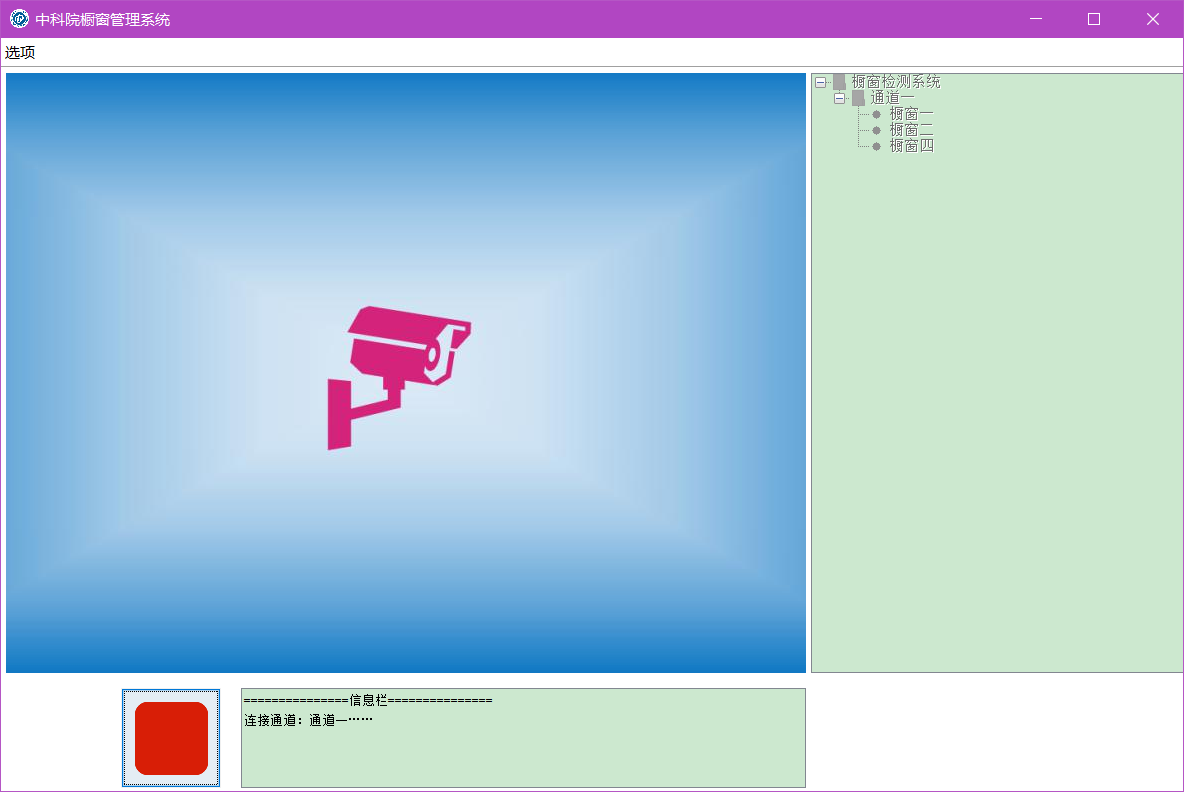 中科院橱窗管理系统
选项
橱窗检测系统
通道一
橱窗一
橱窗二
橱窗四
===============信息栏===============
连接通道：通道一……